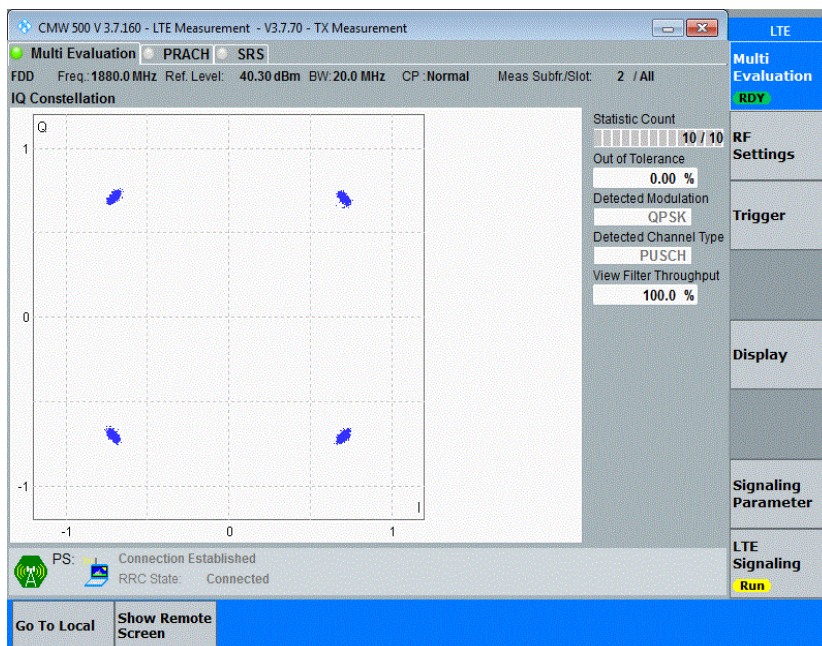 CMW 500 V 3.7.160 - LTE Measurement - V3.7.70 - TX Measurement
LTE
Multi Evaluation PRACH SRS
FDD Freq.: 1880.0 MHz Ref. Level: 40.30 dBm BW: 20.0 MHz CP : Normal Meas Subfr./Slot: 2 / All
IQ Constellation
Q
1
0
-1
I
-1 0 1
Statistic Count
10 / 10
Out of Tolerance
0.00 %
Detected Modulation
QPSK
Detected Channel Type
PUSCH
View Filter Throughput
100.0 %
Multi
Evaluation
RDY
RF
Settings
Trigger
Display
Signaling
Parameter
LTE
Signaling
Run
PS: Connection Established
RRC State: Connected
Go To Local
Show Remote
Screen